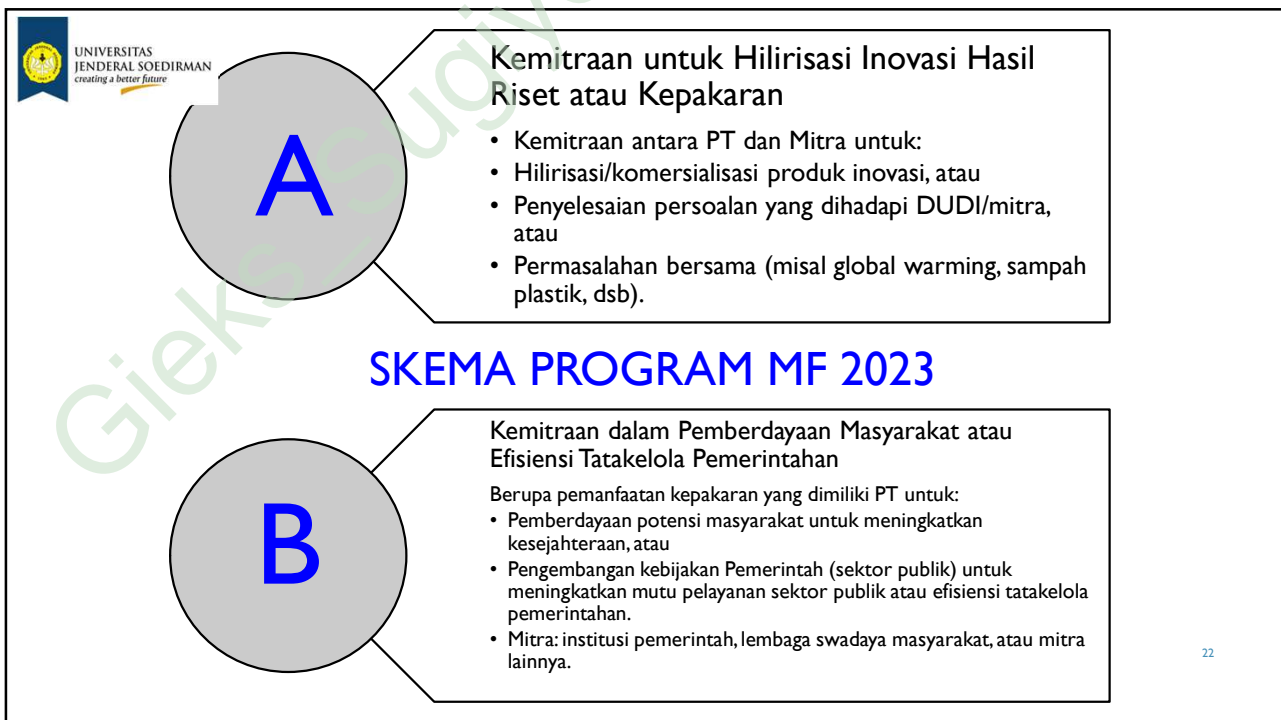 UNIVERSITAS
JENDERAL SOEDIRMAN
creating a better future
A
Kemitraan untuk Hilirisasi Inovasi Hasil
Riset atau Kepakaran
• Kemitraan antara PT dan Mitra untuk:
• Hilirisasi/komersialisasi produk inovasi, atau
• Penyelesaian persoalan yang dihadapi DUDI/mitra,
atau
• Permasalahan bersama (misal global warming, sampah
plastik, dsb).
SKEMA PROGRAM MF 2023
B
Kemitraan dalam Pemberdayaan Masyarakat atau
Efisiensi Tatakelola Pemerintahan
Berupa pemanfaatan kepakaran yang dimiliki PT untuk:
• Pemberdayaan potensi masyarakat untuk meningkatkan
kesejahteraan, atau
• Pengembangan kebijakan Pemerintah (sektor publik) untuk
meningkatkan mutu pelayanan sektor publik atau efisiensi tatakelola
pemerintahan.
• Mitra: institusi pemerintah, lembaga swadaya masyarakat, atau mitra
lainnya.
22